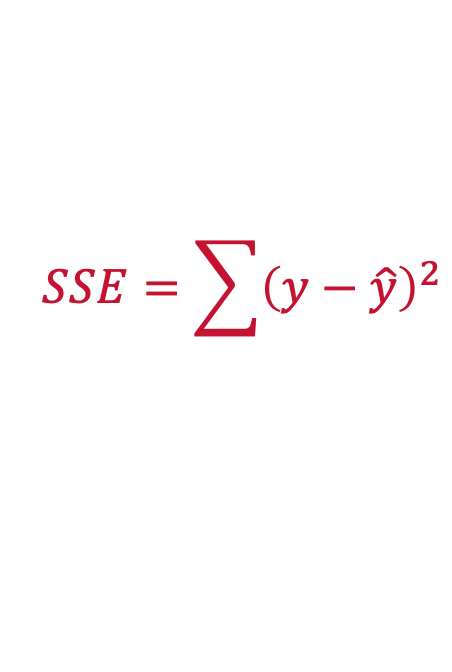 SSE = ∑(y − ŷ)²